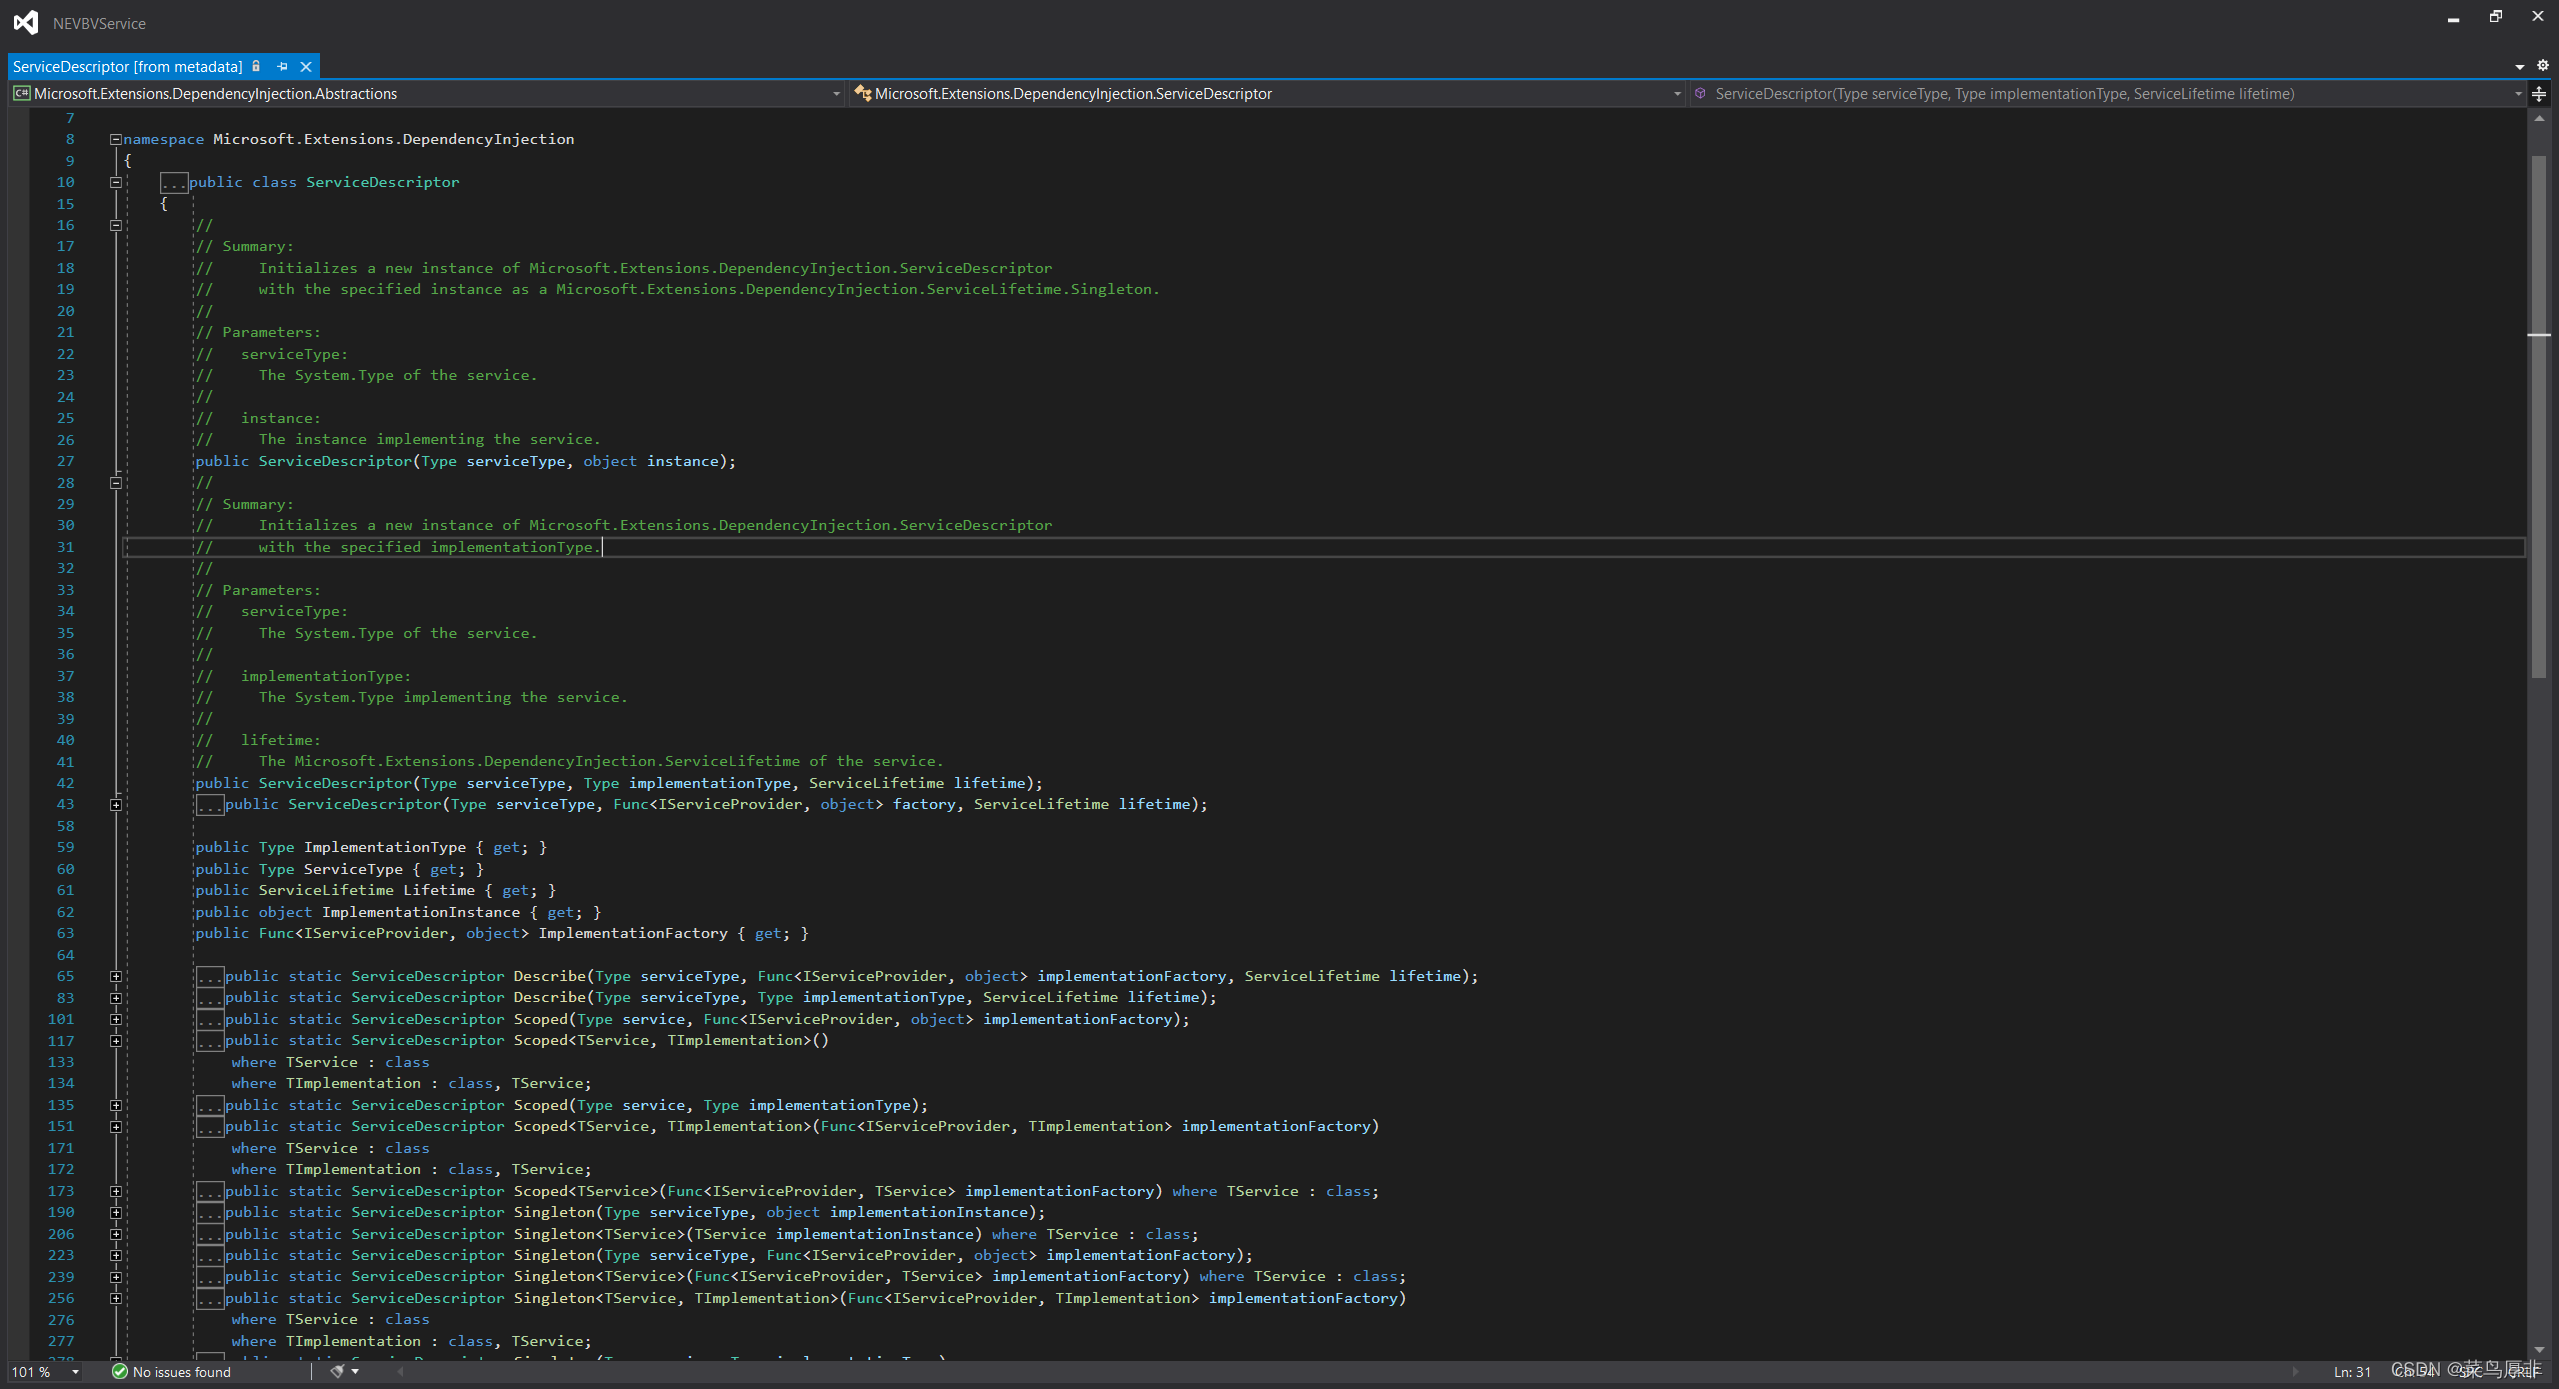 NEVBVService
ServiceDescriptor [from metadata]
C# Microsoft.Extensions.DependencyInjection.Abstractions
Microsoft.Extensions.DependencyInjection.ServiceDescriptor
ServiceDescriptor(Type serviceType, Type implementationType, ServiceLifetime lifetime)
7
8 namespace Microsoft.Extensions.DependencyInjection
9 {
10 ...public class ServiceDescriptor
15 {
16 //
17 // Summary:
18 // Initializes a new instance of Microsoft.Extensions.DependencyInjection.ServiceDescriptor
19 // with the specified instance as a Microsoft.Extensions.DependencyInjection.ServiceLifetime.Singleton.
20 //
21 // Parameters:
22 // serviceType:
23 // The System.Type of the service.
24 //
25 // instance:
26 // The instance implementing the service.
27 public ServiceDescriptor(Type serviceType, object instance);
28 //
29 // Summary:
30 // Initializes a new instance of Microsoft.Extensions.DependencyInjection.ServiceDescriptor
31 // with the specified implementationType.
32 //
33 // Parameters:
34 // serviceType:
35 // The System.Type of the service.
36 //
37 // implementationType:
38 // The System.Type implementing the service.
39 //
40 // lifetime:
41 // The Microsoft.Extensions.DependencyInjection.ServiceLifetime of the service.
42 public ServiceDescriptor(Type serviceType, Type implementationType, ServiceLifetime lifetime);
43 ...public ServiceDescriptor(Type serviceType, Func<IServiceProvider, object> factory, ServiceLifetime lifetime);
58
59 public Type ImplementationType { get; }
60 public Type ServiceType { get; }
61 public ServiceLifetime Lifetime { get; }
62 public object ImplementationInstance { get; }
63 public Func<IServiceProvider, object> ImplementationFactory { get; }
64
65 ...public static ServiceDescriptor Describe(Type serviceType, Func<IServiceProvider, object> implementationFactory, ServiceLifetime lifetime);
83 ...public static ServiceDescriptor Describe(Type serviceType, Type implementationType, ServiceLifetime lifetime);
101 ...public static ServiceDescriptor Scoped(Type service, Func<IServiceProvider, object> implementationFactory);
117 ...public static ServiceDescriptor Scoped<TService, TImplementation>()
133 where TService : class
134 where TImplementation : class, TService;
135 ...public static ServiceDescriptor Scoped(Type service, Type implementationType);
151 ...public static ServiceDescriptor Scoped<TService, TImplementation>(Func<IServiceProvider, TImplementation> implementationFactory)
171 where TService : class
172 where TImplementation : class, TService;
173 ...public static ServiceDescriptor Scoped<TService>(Func<IServiceProvider, TService> implementationFactory) where TService : class;
190 ...public static ServiceDescriptor Singleton(Type serviceType, object implementationInstance);
206 ...public static ServiceDescriptor Singleton<TService>(TService implementationInstance) where TService : class;
223 ...public static ServiceDescriptor Singleton(Type serviceType, Func<IServiceProvider, object> implementationFactory);
239 ...public static ServiceDescriptor Singleton<TService>(Func<IServiceProvider, TService> implementationFactory) where TService : class;
256 ...public static ServiceDescriptor Singleton<TService, TImplementation>(Func<IServiceProvider, TImplementation> implementationFactory)
276 where TService : class
277 where TImplementation : class, TService;
101 % No issues found Ln: 31
CSDN @菜鸟厚非